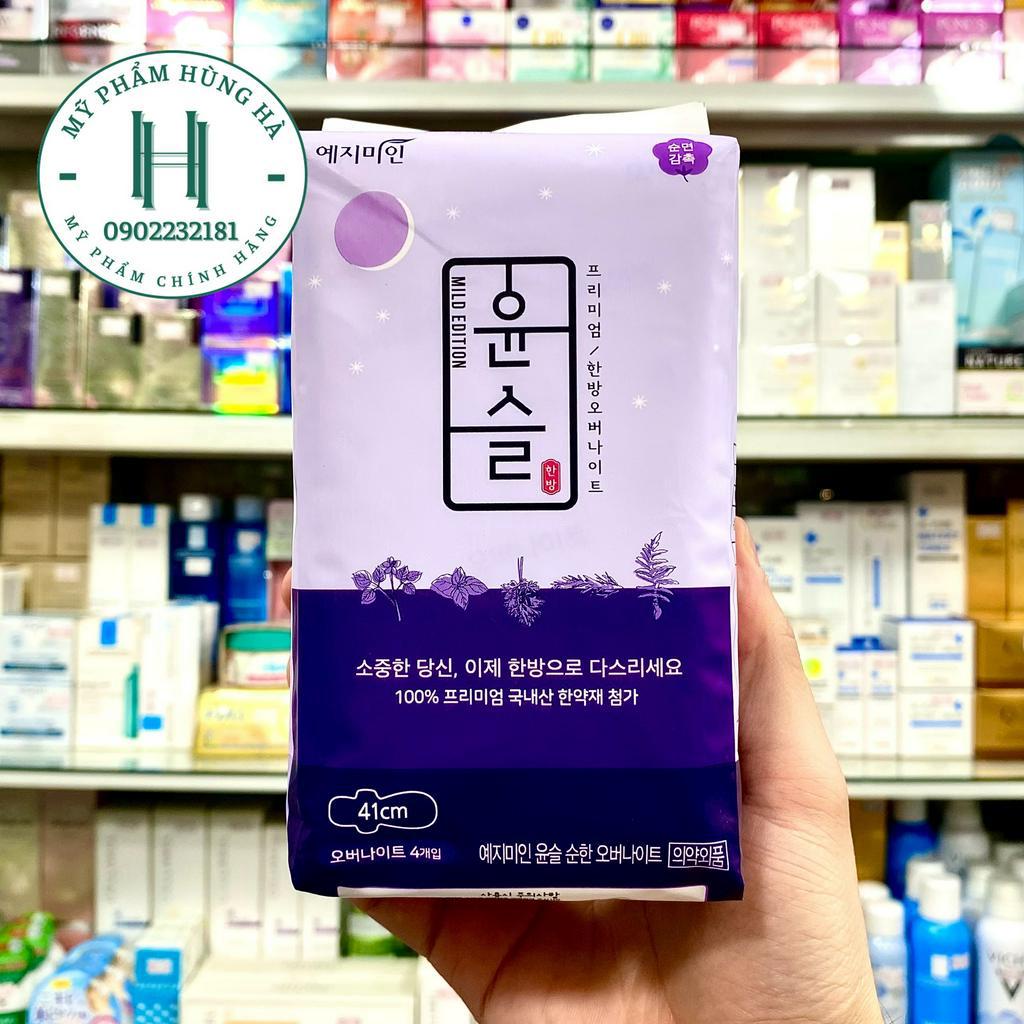 MỸ PHẨM HÙNG HÀ
H
0902232181
MỸ PHẨM CHÍNH HÃNG
예지미인
순면
감촉
윤슬
MILD EDITION
한방
프리미엄/한방오버나이트
소중한 당신, 이제 한방으로 다스리세요
100% 프리미엄 국내산 한약재 첨가
41cm
오버나이트 4개입
예지미인 윤슬 순한 오버나이트 의약외품
POND'S
VICHY